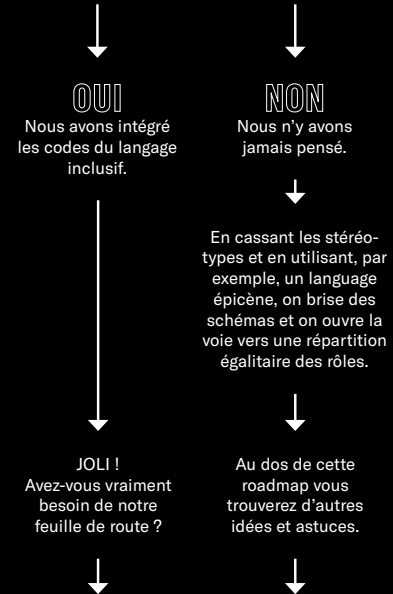 OUI
Nous avons intégré
les codes du langage
inclusif.
JOLI !
Avez-vous vraiment
besoin de notre
feuille de route ?
NON
Nous n'y avons
jamais pensé.
En cassant les stéréo-
types et en utilisant, par
exemple, un language
épicène, on brise des
schémas et on ouvre la
voie vers une répartition
égalitaire des rôles.
Au dos de cette
roadmap vous
trouverez d'autres
idées et astuces.